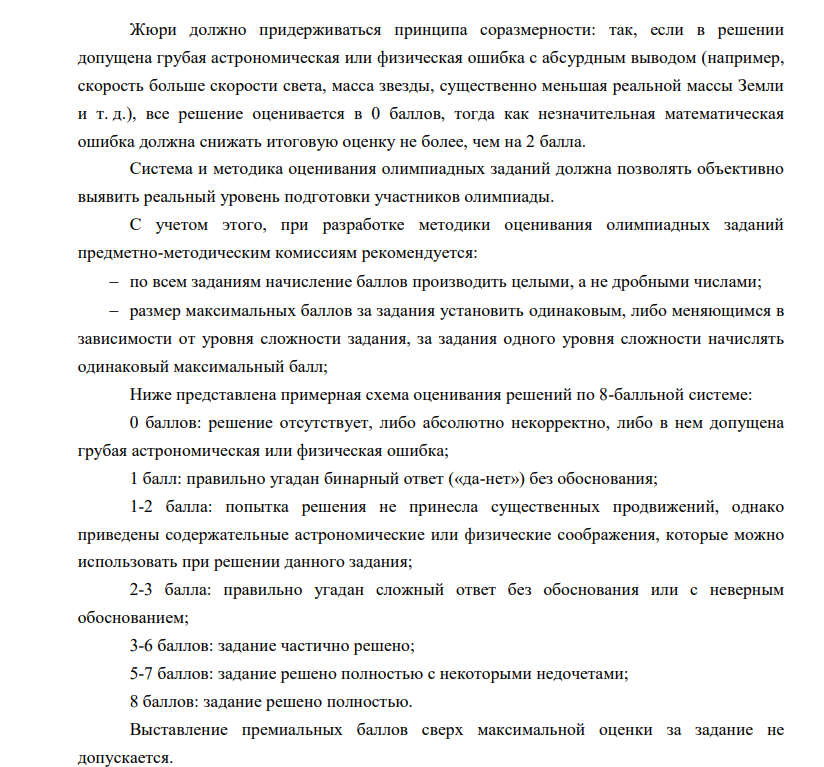 Жюри должно придерживаться принципа соразмерности: так, если в решении
допущена грубая астрономическая или физическая ошибка с абсурдным выводом (например,
скорость больше скорости света, масса звезды, существенно меньшая реальной массы Земли
и т. д.), все решение оценивается в 0 баллов, тогда как незначительная математическая
ошибка должна снижать итоговую оценку не более, чем на 2 балла.
Система и методика оценивания олимпиадных заданий должна позволять объективно
выявить реальный уровень подготовки участников олимпиады.
С учетом этого, при разработке методики оценивания олимпиадных заданий
предметно-методическим комиссиям рекомендуется:
– по всем заданиям начисление баллов производить целыми, а не дробными числами;
– размер максимальных баллов за задания установить одинаковым, либо меняющимся в
зависимости от уровня сложности задания, за задания одного уровня сложности начислять
одинаковый максимальный балл;
Ниже представлена примерная схема оценивания решений по 8-балльной системе:
0 баллов: решение отсутствует, либо абсолютно некорректно, либо в нем допущена
грубая астрономическая или физическая ошибка;
1 балл: правильно угадан бинарный ответ («да-нет») без обоснования;
1-2 балла: попытка решения не принесла существенных продвижений, однако
приведены содержательные астрономические или физические соображения, которые можно
использовать при решении данного задания;
2-3 балла: правильно угадан сложный ответ без обоснования или с неверным
обоснованием;
3-6 баллов: задание частично решено;
5-7 баллов: задание решено полностью с некоторыми недочетами;
8 баллов: задание решено полностью.
Выставление премиальных баллов сверх максимальной оценки за задание не
допускается.